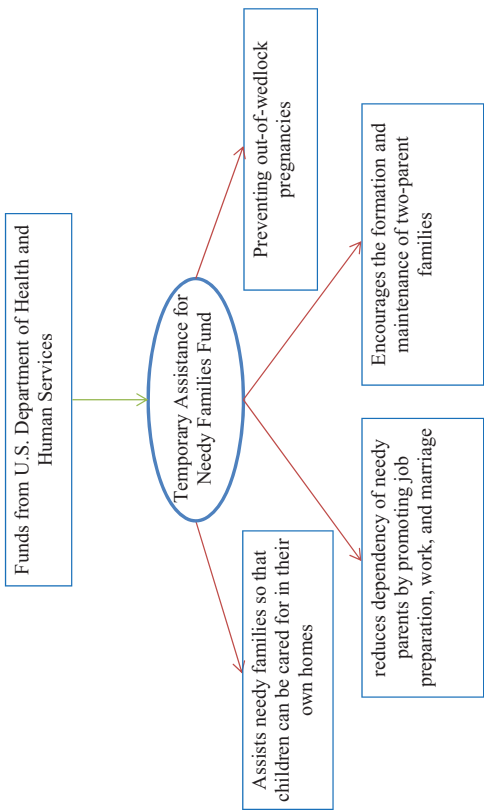 Funds from U.S. Department of Health and
Human Services
Temporary Assistance for
Needy Families Fund
Assists needy families so that
children can be cared for in their
own homes
Preventing out-of-wedlock
pregnancies
reduces dependency of needy
parents by promoting job
preparation, work, and marriage
Encourages the formation and
maintenance of two-parent
families